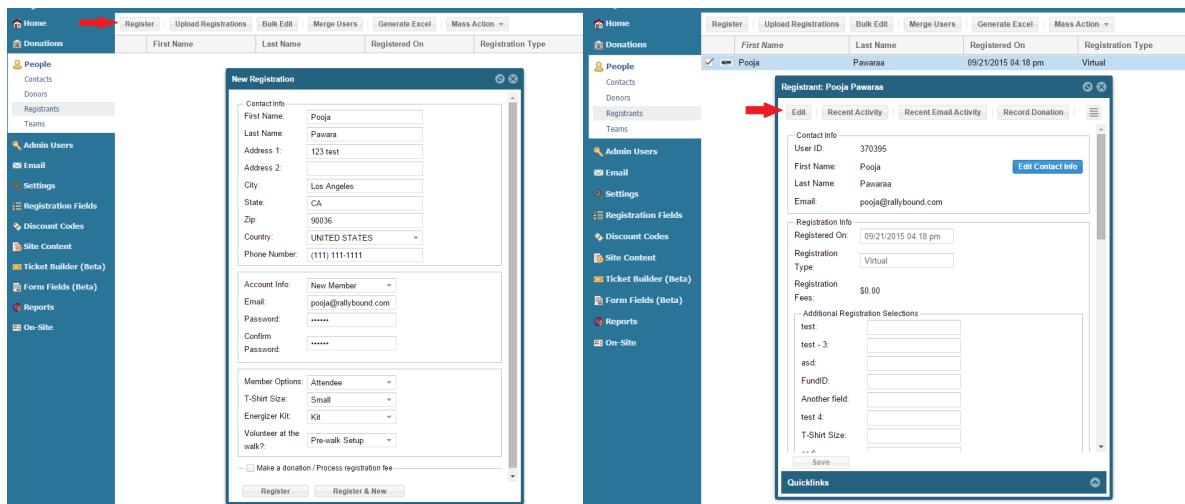 Home
Donations
People
Contacts
Donors
Registrants
Teams
Admin Users
Email
Settings
Registration Fields
Discount Codes
Site Content
Ticket Builder (Beta)
Form Fields (Beta)
Reports
On-Site
Register Upload Registrations Bulk Edit Merge Users Generate Excel Mass Action
First Name Last Name Registered On Registration Type
New Registration
Contact Info
First Name: Pooja
Last Name: Pawara
Address 1: 123 test
Address 2:
City: Los Angeles
State: CA
Zip: 90036
Country: UNITED STATES
Phone Number: (111) 111-1111
Account Info: New Member
Email: pooja@rallybound.com
Password: ••••••
Confirm
Password: ••••••
Member Options: Attendee
T-Shirt Size: Small
Energizer Kit: Kit
Volunteer at the
walk?: Pre-walk Setup
Make a donation / Process registration fee
Register Register & New
Home
Donations
People
Contacts
Donors
Registrants
Teams
Admin Users
Email
Settings
Registration Fields
Discount Codes
Site Content
Ticket Builder (Beta)
Form Fields (Beta)
Reports
On-Site
Register Upload Registrations Bulk Edit Merge Users Generate Excel Mass Action
First Name Last Name Registered On Registration Type
Pooja Pawaraa 09/21/2015 04:18 pm Virtual
Registrant: Pooja Pawaraa
Edit Recent Activity Recent Email Activity Record Donation
Contact Info
User ID: 370395
First Name: Pooja Edit Contact Info
Last Name: Pawaraa
Email: pooja@rallybound.com
Registration Info
Registered On: 09/21/2015 04:18 pm
Registration
Type: Virtual
Registration
Fees: $0.00
Additional Registration Selections
test:
test - 3:
asd:
FundID:
Another field:
test 4:
T-Shirt Size:
Save
Quicklinks